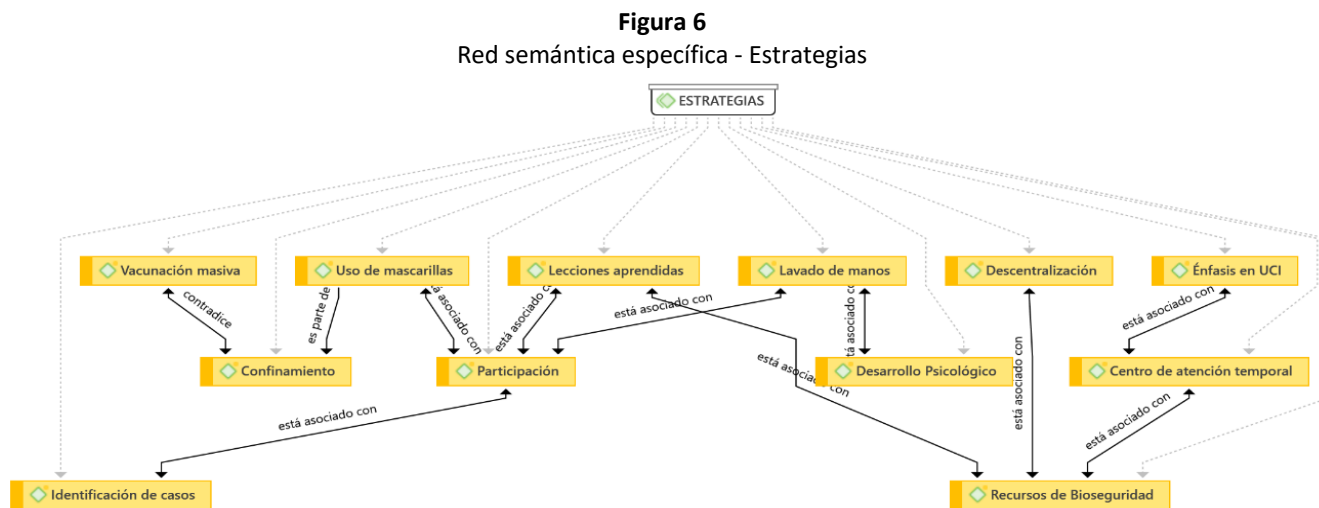 Figura 6
Red semántica específica - Estrategias
ESTRATEGIAS
Vacunación masiva
Uso de mascarillas
Lecciones aprendidas
Lavado de manos
Descentralización
Énfasis en UCI
contradice
es parte de
está asociado con
está asociado co
está asociado con
está asociado co
está asociado con
está asociado con
está asociado con
Confinamiento
Participación
Desarrollo Psicológico
Centro de atención temporal
está asociado con
está asociado con
Identificación de casos
Recursos de Bioseguridad